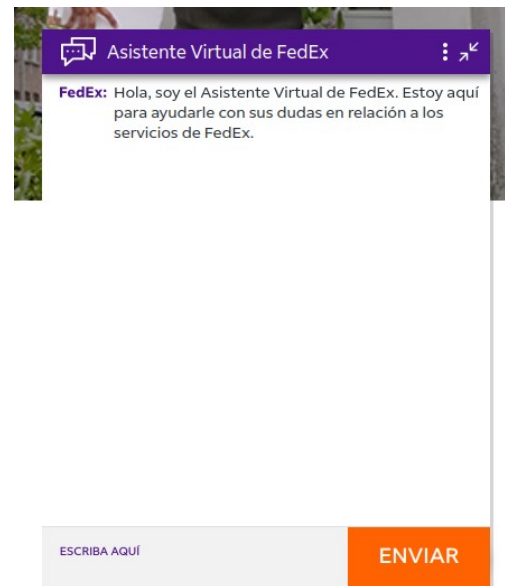 Asistente Virtual de FedEx
FedEx: Hola, soy el Asistente Virtual de FedEx. Estoy aquí
para ayudarle con sus dudas en relación a los
servicios de FedEx.
ESCRIBA AQUÍ
ENVIAR